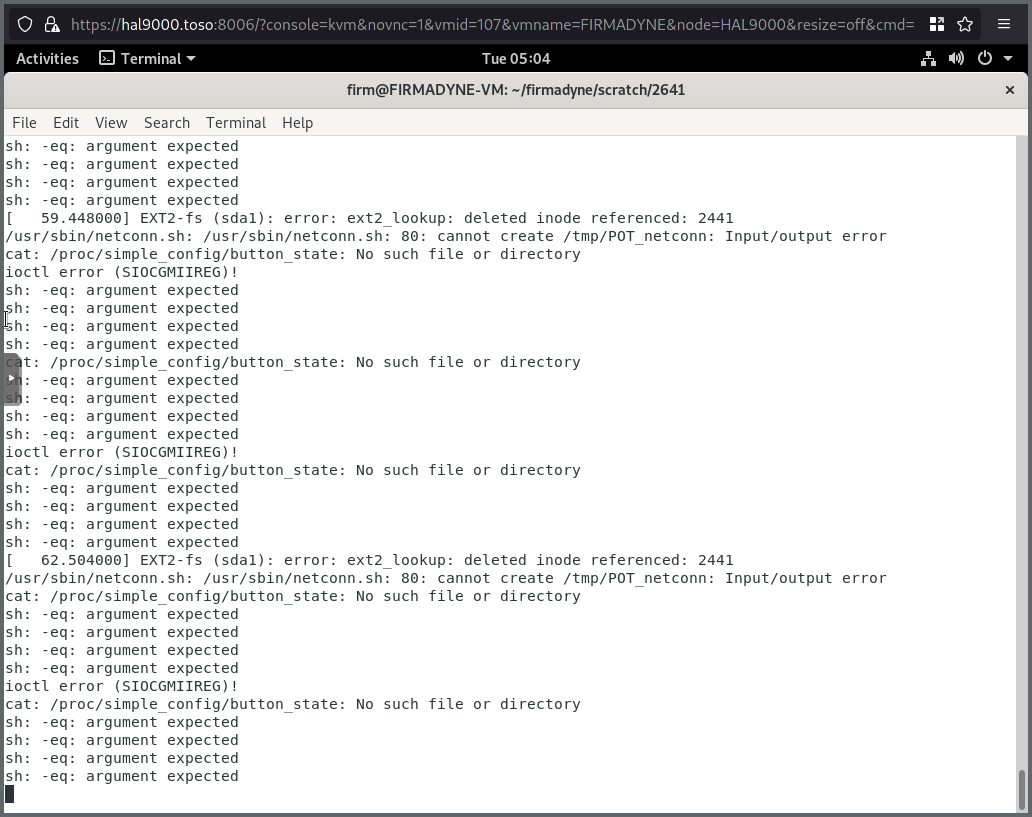 https://hal9000.toso:8006/?console=kvm&novnc=1&vmid=107&vmname=FIRMADYNE&node=HAL9000&resize=off&cmd=
Activities Terminal Tue 05:04
firm@FIRMADYNE-VM: ~/firmadyne/scratch/2641
File Edit View Search Terminal Help
sh: -eq: argument expected
sh: -eq: argument expected
sh: -eq: argument expected
sh: -eq: argument expected
[   59.448000] EXT2-fs (sda1): error: ext2_lookup: deleted inode referenced: 2441
/usr/sbin/netconn.sh: /usr/sbin/netconn.sh: 80: cannot create /tmp/POT_netconn: Input/output error
cat: /proc/simple_config/button_state: No such file or directory
ioctl error (SIOCGMIIREG)!
sh: -eq: argument expected
sh: -eq: argument expected
sh: -eq: argument expected
sh: -eq: argument expected
cat: /proc/simple_config/button_state: No such file or directory
sh: -eq: argument expected
sh: -eq: argument expected
sh: -eq: argument expected
sh: -eq: argument expected
ioctl error (SIOCGMIIREG)!
cat: /proc/simple_config/button_state: No such file or directory
sh: -eq: argument expected
sh: -eq: argument expected
sh: -eq: argument expected
sh: -eq: argument expected
[   62.504000] EXT2-fs (sda1): error: ext2_lookup: deleted inode referenced: 2441
/usr/sbin/netconn.sh: /usr/sbin/netconn.sh: 80: cannot create /tmp/POT_netconn: Input/output error
cat: /proc/simple_config/button_state: No such file or directory
sh: -eq: argument expected
sh: -eq: argument expected
sh: -eq: argument expected
sh: -eq: argument expected
ioctl error (SIOCGMIIREG)!
cat: /proc/simple_config/button_state: No such file or directory
sh: -eq: argument expected
sh: -eq: argument expected
sh: -eq: argument expected
sh: -eq: argument expected